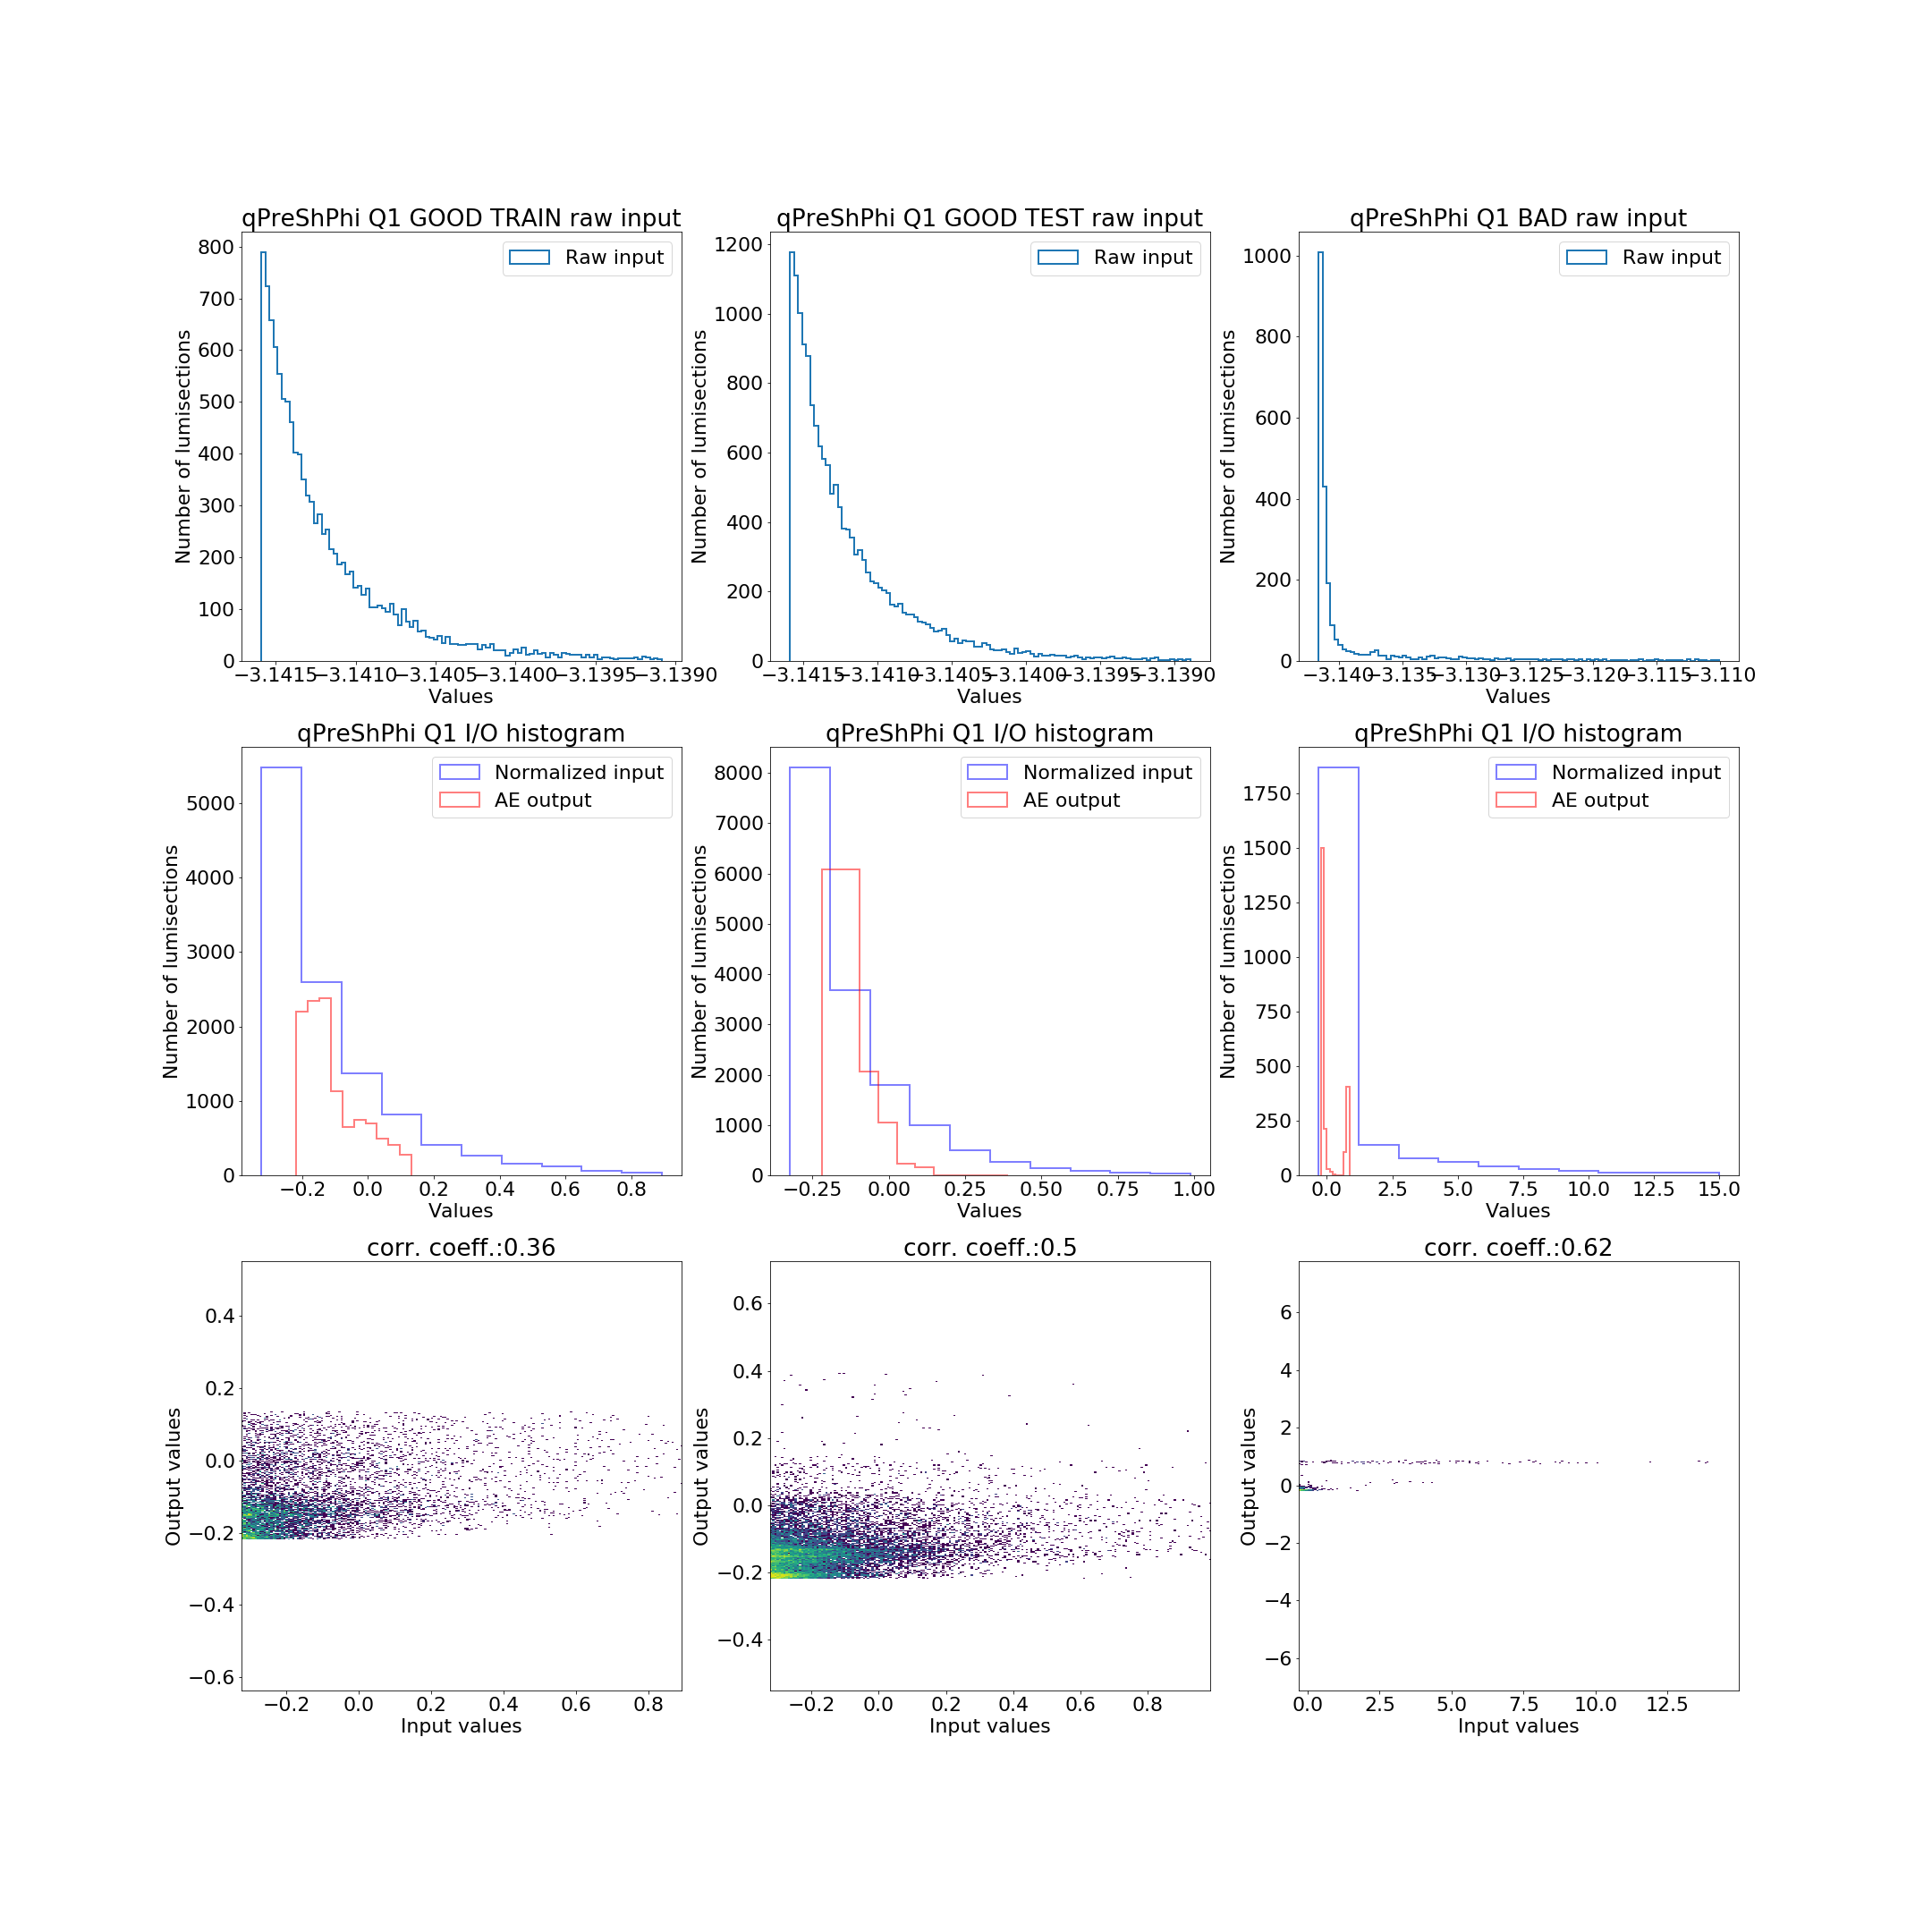 qPreShPhi Q1 GOOD TRAIN raw input
Number of lumisections
800
700
600
500
400
300
200
100
0
Raw input
−3.1415 −3.1410 −3.1405 −3.1400 −3.1395 −3.1390
Values
qPreShPhi Q1 GOOD TEST raw input
Number of lumisections
1200
1000
800
600
400
200
0
Raw input
−3.1415 −3.1410 −3.1405 −3.1400 −3.1395 −3.1390
Values
qPreShPhi Q1 BAD raw input
Number of lumisections
1000
800
600
400
200
0
Raw input
−3.140 −3.135 −3.130 −3.125 −3.120 −3.115 −3.110
Values
qPreShPhi Q1 I/O histogram
Number of lumisections
5000
4000
3000
2000
1000
0
Normalized input
AE output
−0.2 0.0 0.2 0.4 0.6 0.8
Values
qPreShPhi Q1 I/O histogram
Number of lumisections
8000
7000
6000
5000
4000
3000
2000
1000
0
Normalized input
AE output
−0.25 0.00 0.25 0.50 0.75 1.00
Values
qPreShPhi Q1 I/O histogram
Number of lumisections
1750
1500
1250
1000
750
500
250
0
Normalized input
AE output
0.0 2.5 5.0 7.5 10.0 12.5 15.0
Values
corr. coeff.:0.36
Output values
0.4
0.2
0.0
−0.2
−0.4
−0.6
−0.2 0.0 0.2 0.4 0.6 0.8
Input values
corr. coeff.:0.5
Output values
0.6
0.4
0.2
0.0
−0.2
−0.4
−0.2 0.0 0.2 0.4 0.6 0.8
Input values
corr. coeff.:0.62
Output values
6
4
2
0
−2
−4
−6
0.0 2.5 5.0 7.5 10.0 12.5
Input values